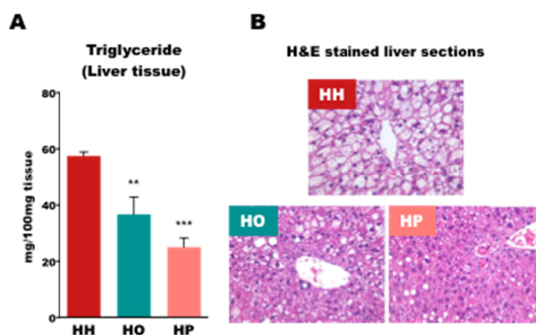 A
Triglyceride
(Liver tissue)
80
60
40
20
0
mg/100mg tissue
**
***
HH
HO
HP
B
H&E stained liver sections
HH
HO
HP